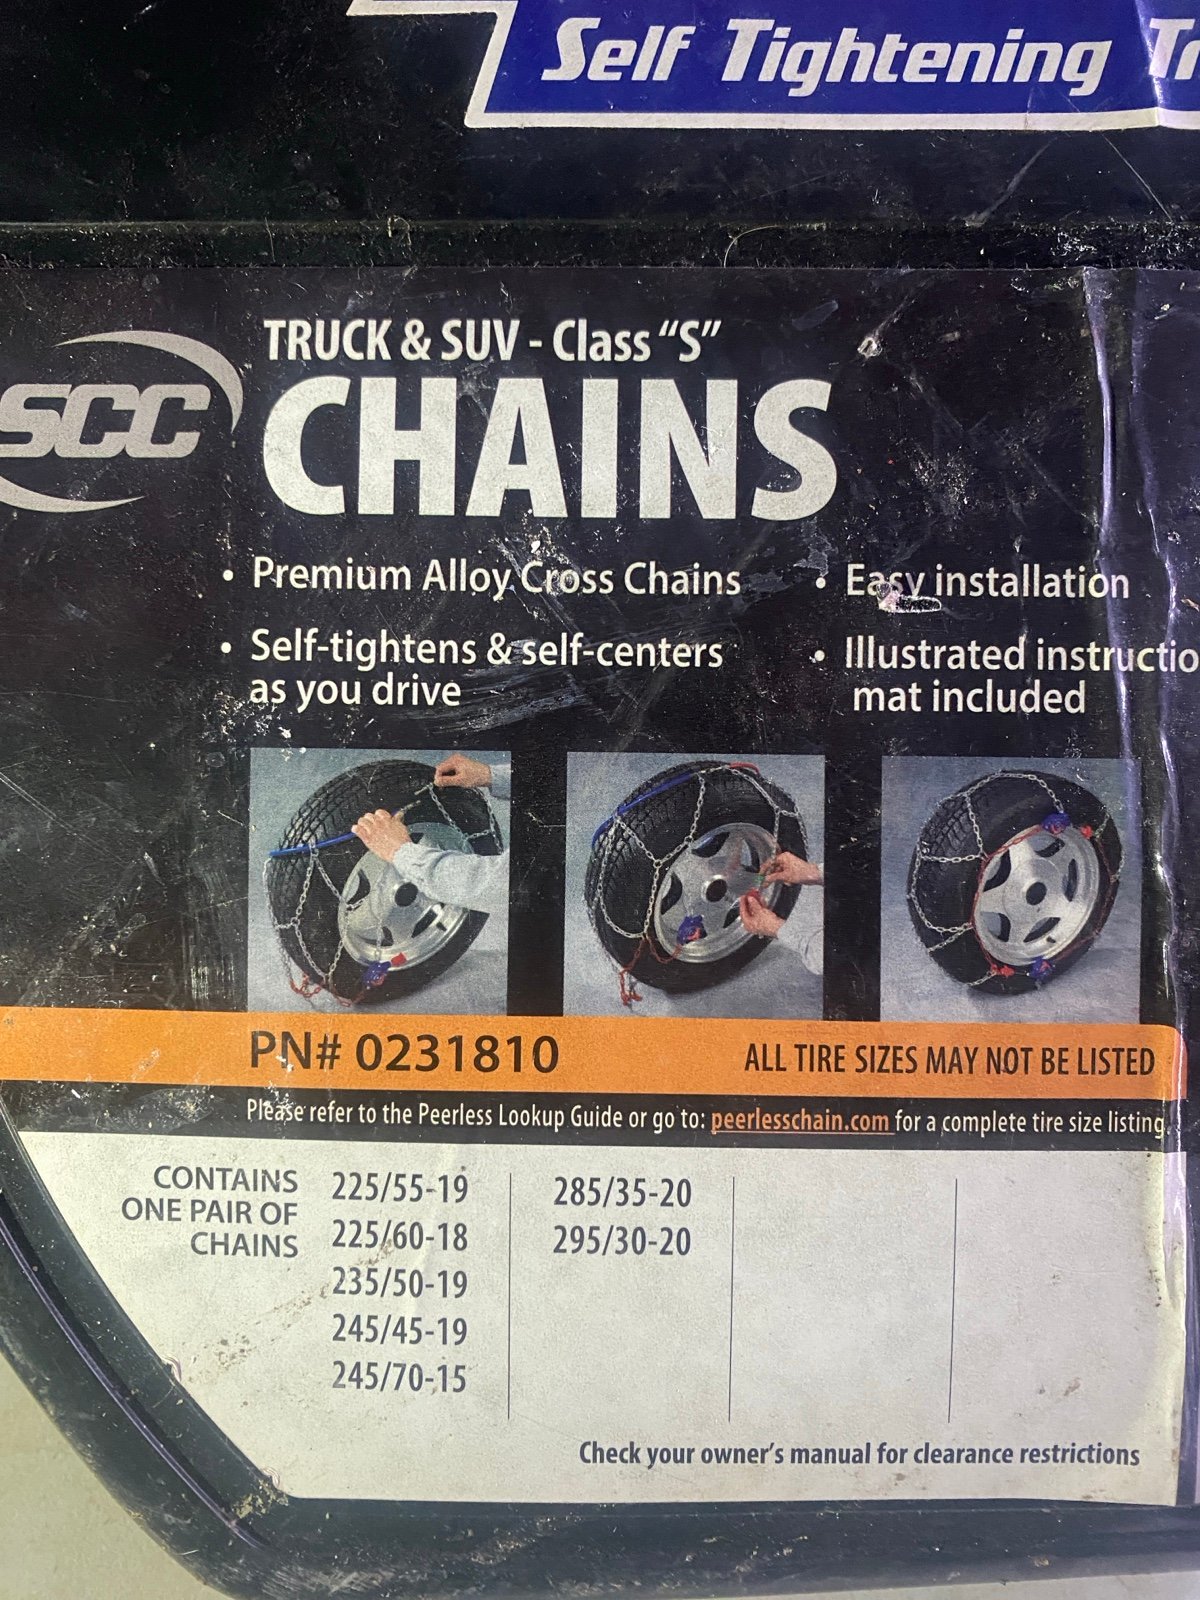 Self Tightening
TRUCK & SUV - Class “S”
SCC
CHAINS
• Premium Alloy Cross Chains
• Self-tightens & self-centers
as you drive
• Easy installation
• Illustrated instructio
mat included
PN# 0231810
ALL TIRE SIZES MAY NOT BE LISTED
Please refer to the Peerless Lookup Guide or go to: peerlesschain.com for a complete tire size listing.
CONTAINS
ONE PAIR OF
CHAINS
225/55-19
225/60-18
235/50-19
245/45-19
245/70-15
285/35-20
295/30-20
Check your owner’s manual for clearance restrictions